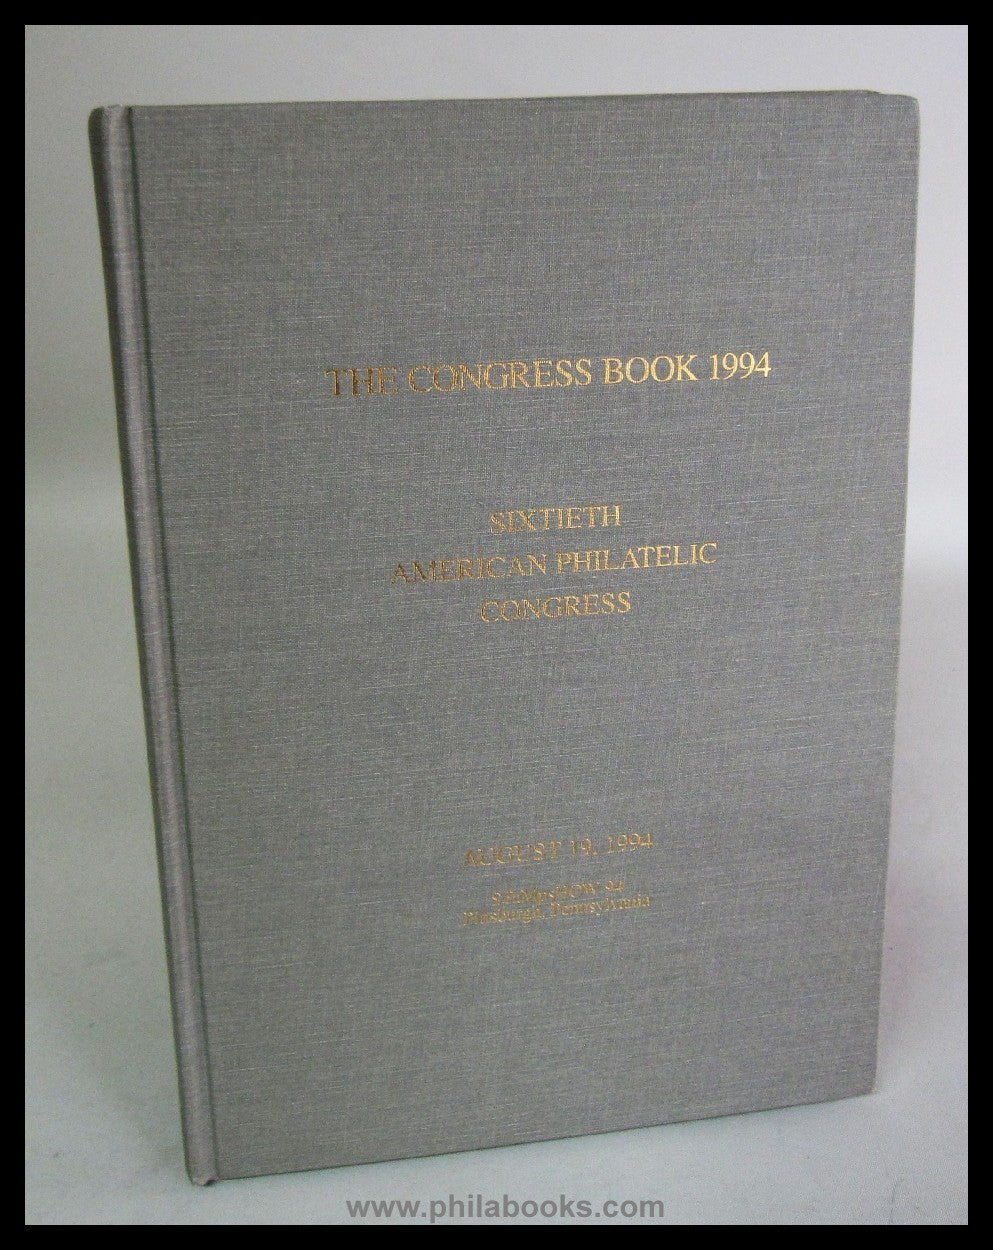 THE CONGRESS BOOK 1994
SIXTIETH
AMERICAN PHILATELIC
CONGRESS
AUGUST 19, 1994
STAMpsHOW 94
Pittsburgh, Pennsylvania
www.philabooks.com